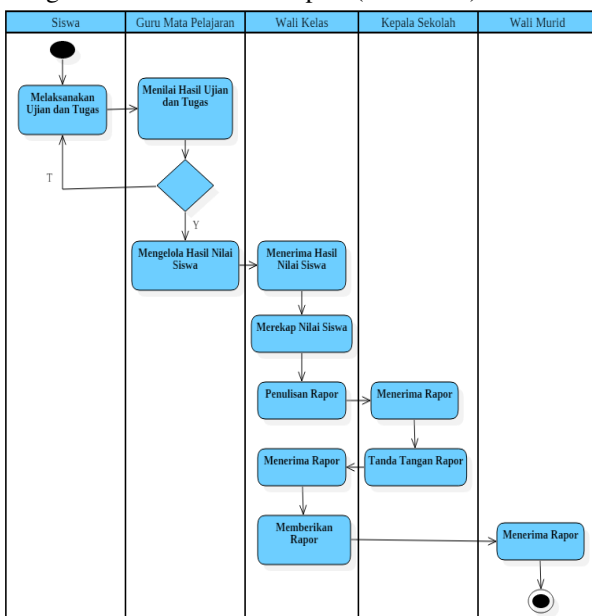 Siswa
Guru Mata Pelajaran
Wali Kelas
Kepala Sekolah
Wali Murid
Melaksanakan
Ujian dan Tugas
Menilai Hasil Ujian
dan Tugas
T
Y
Mengelola Hasil Nilai
Siswa
Menerima Hasil
Nilai Siswa
Merekap Nilai Siswa
Penulisan Rapor
Menerima Rapor
Menerima Rapor
Tanda Tangan Rapor
Memberikan
Rapor
Menerima Rapor